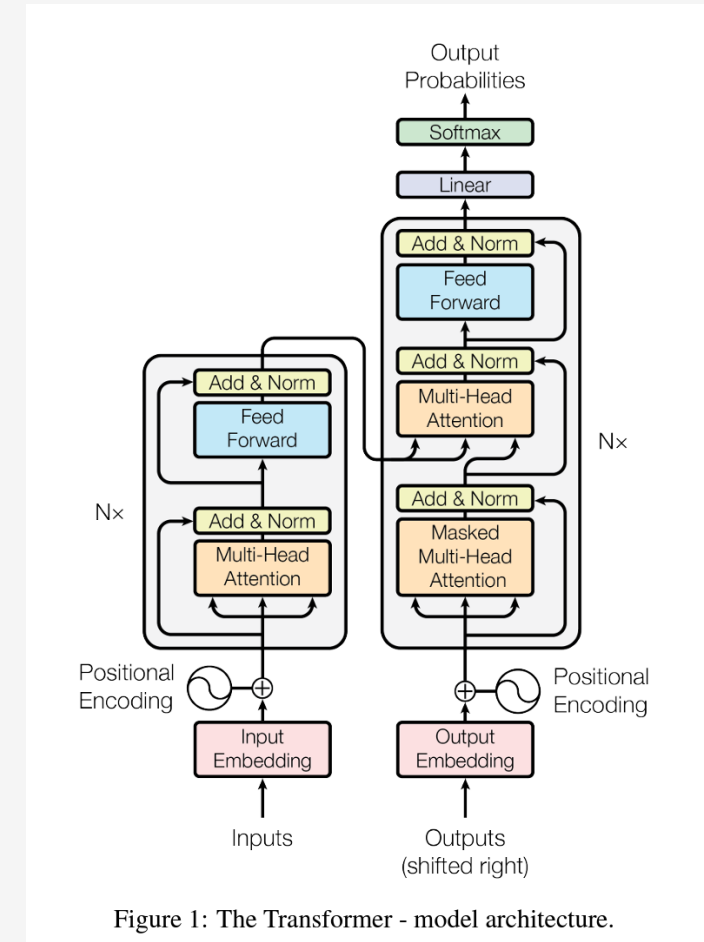 Output
Probabilities
Softmax
Linear
Add & Norm
Feed
Forward
Add & Norm
Multi-Head
Attention
Add & Norm
Masked
Multi-Head
Attention
Nx
Add & Norm
Feed
Forward
Add & Norm
Multi-Head
Attention
Nx
Positional
Encoding
Positional
Encoding
Input
Embedding
Output
Embedding
Inputs
Outputs
(shifted right)
Figure 1: The Transformer - model architecture.